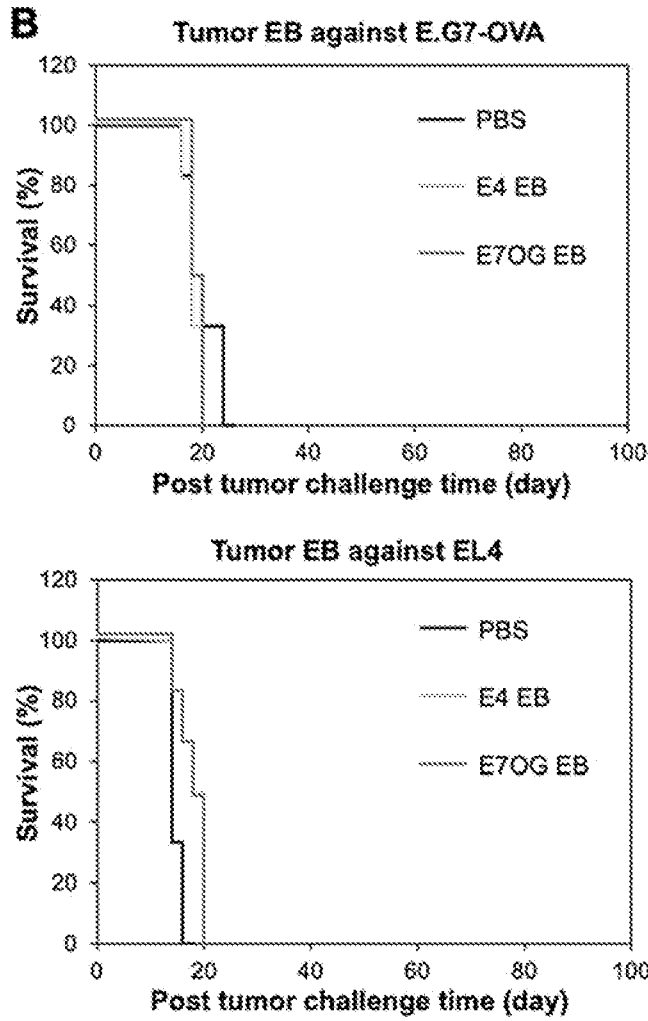 B
Tumor EB against E.G7-OVA
120
100
80
60
40
20
0
Survival (%)
PBS
E4 EB
E7OG EB
0 20 40 60 80 100
Post tumor challenge time (day)
Tumor EB against EL4
120
100
80
60
40
20
0
Survival (%)
PBS
E4 EB
E7OG EB
0 20 40 60 80 100
Post tumor challenge time (day)